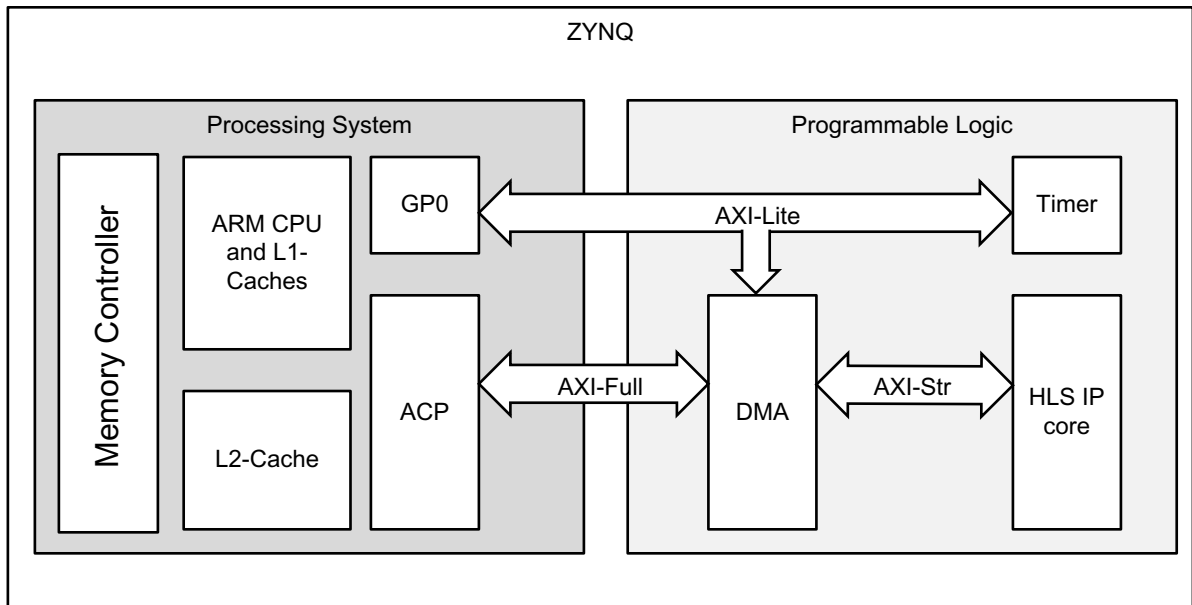 ZYNQ
Processing System
Memory Controller
ARM CPU
and L1-
Caches
GP0
L2-Cache
ACP
Programmable Logic
AXI-Lite
Timer
AXI-Full
DMA
AXI-Str
HLS IP
core